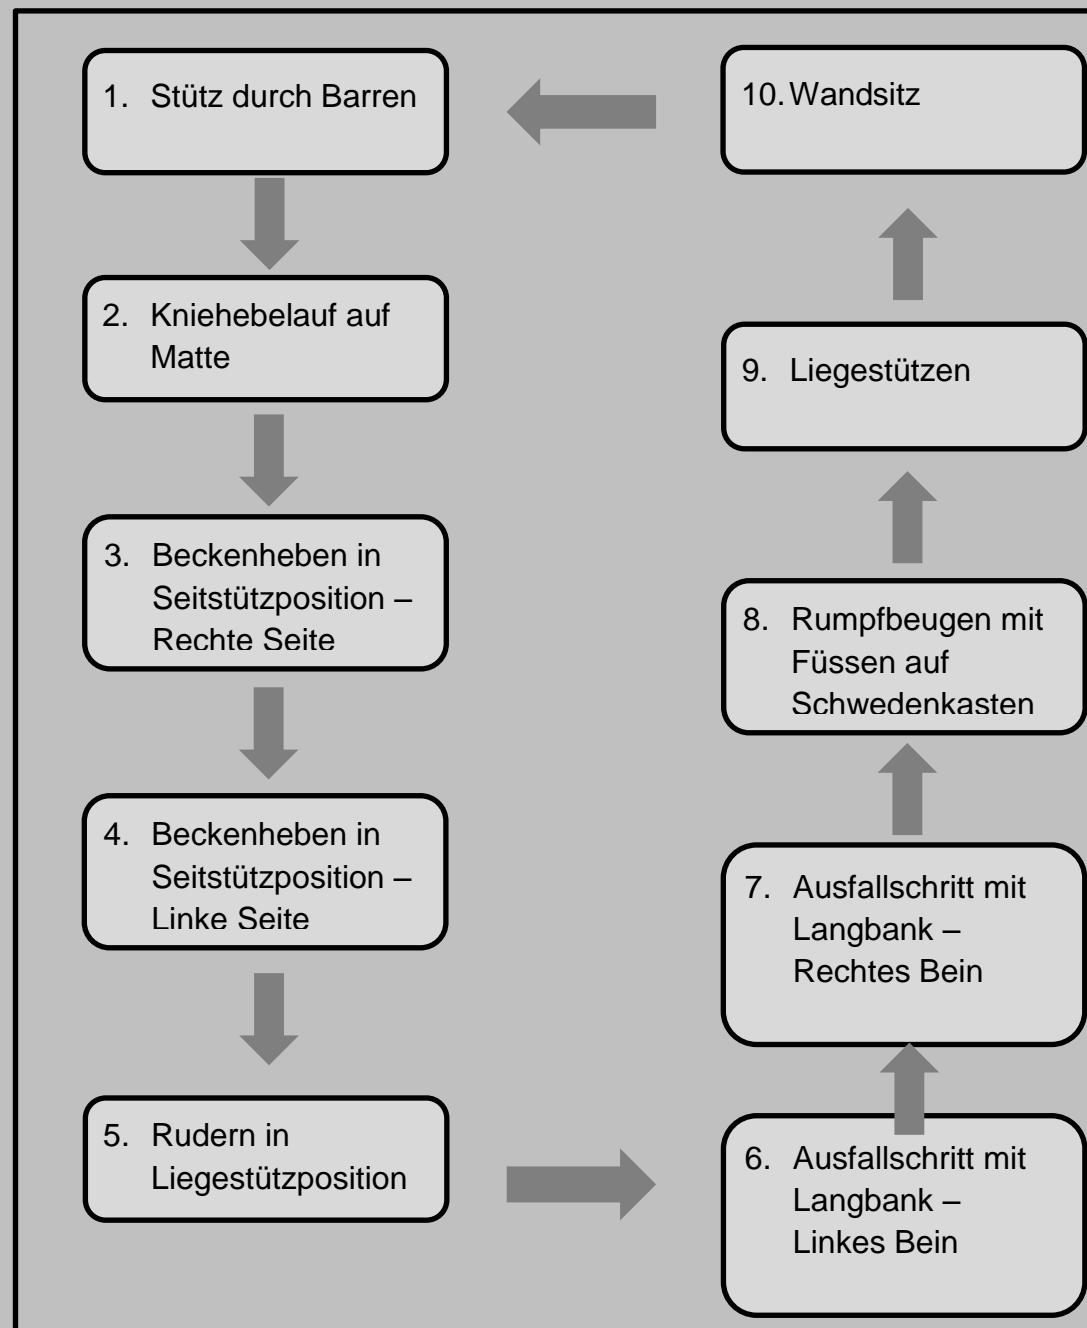 1. Stütz durch Barren
2. Kniehebelauf auf
Matte
3. Beckenheben in
Seitstützposition –
Rechte Seite
4. Beckenheben in
Seitstützposition –
Linke Seite
5. Rudern in
Liegestützposition
6. Ausfallschritt mit
Langbank –
Linkes Bein
7. Ausfallschritt mit
Langbank –
Rechtes Bein
8. Rumpfbeugen mit
Füssen auf
Schwedenkasten
9. Liegestützen
10. Wandsitz